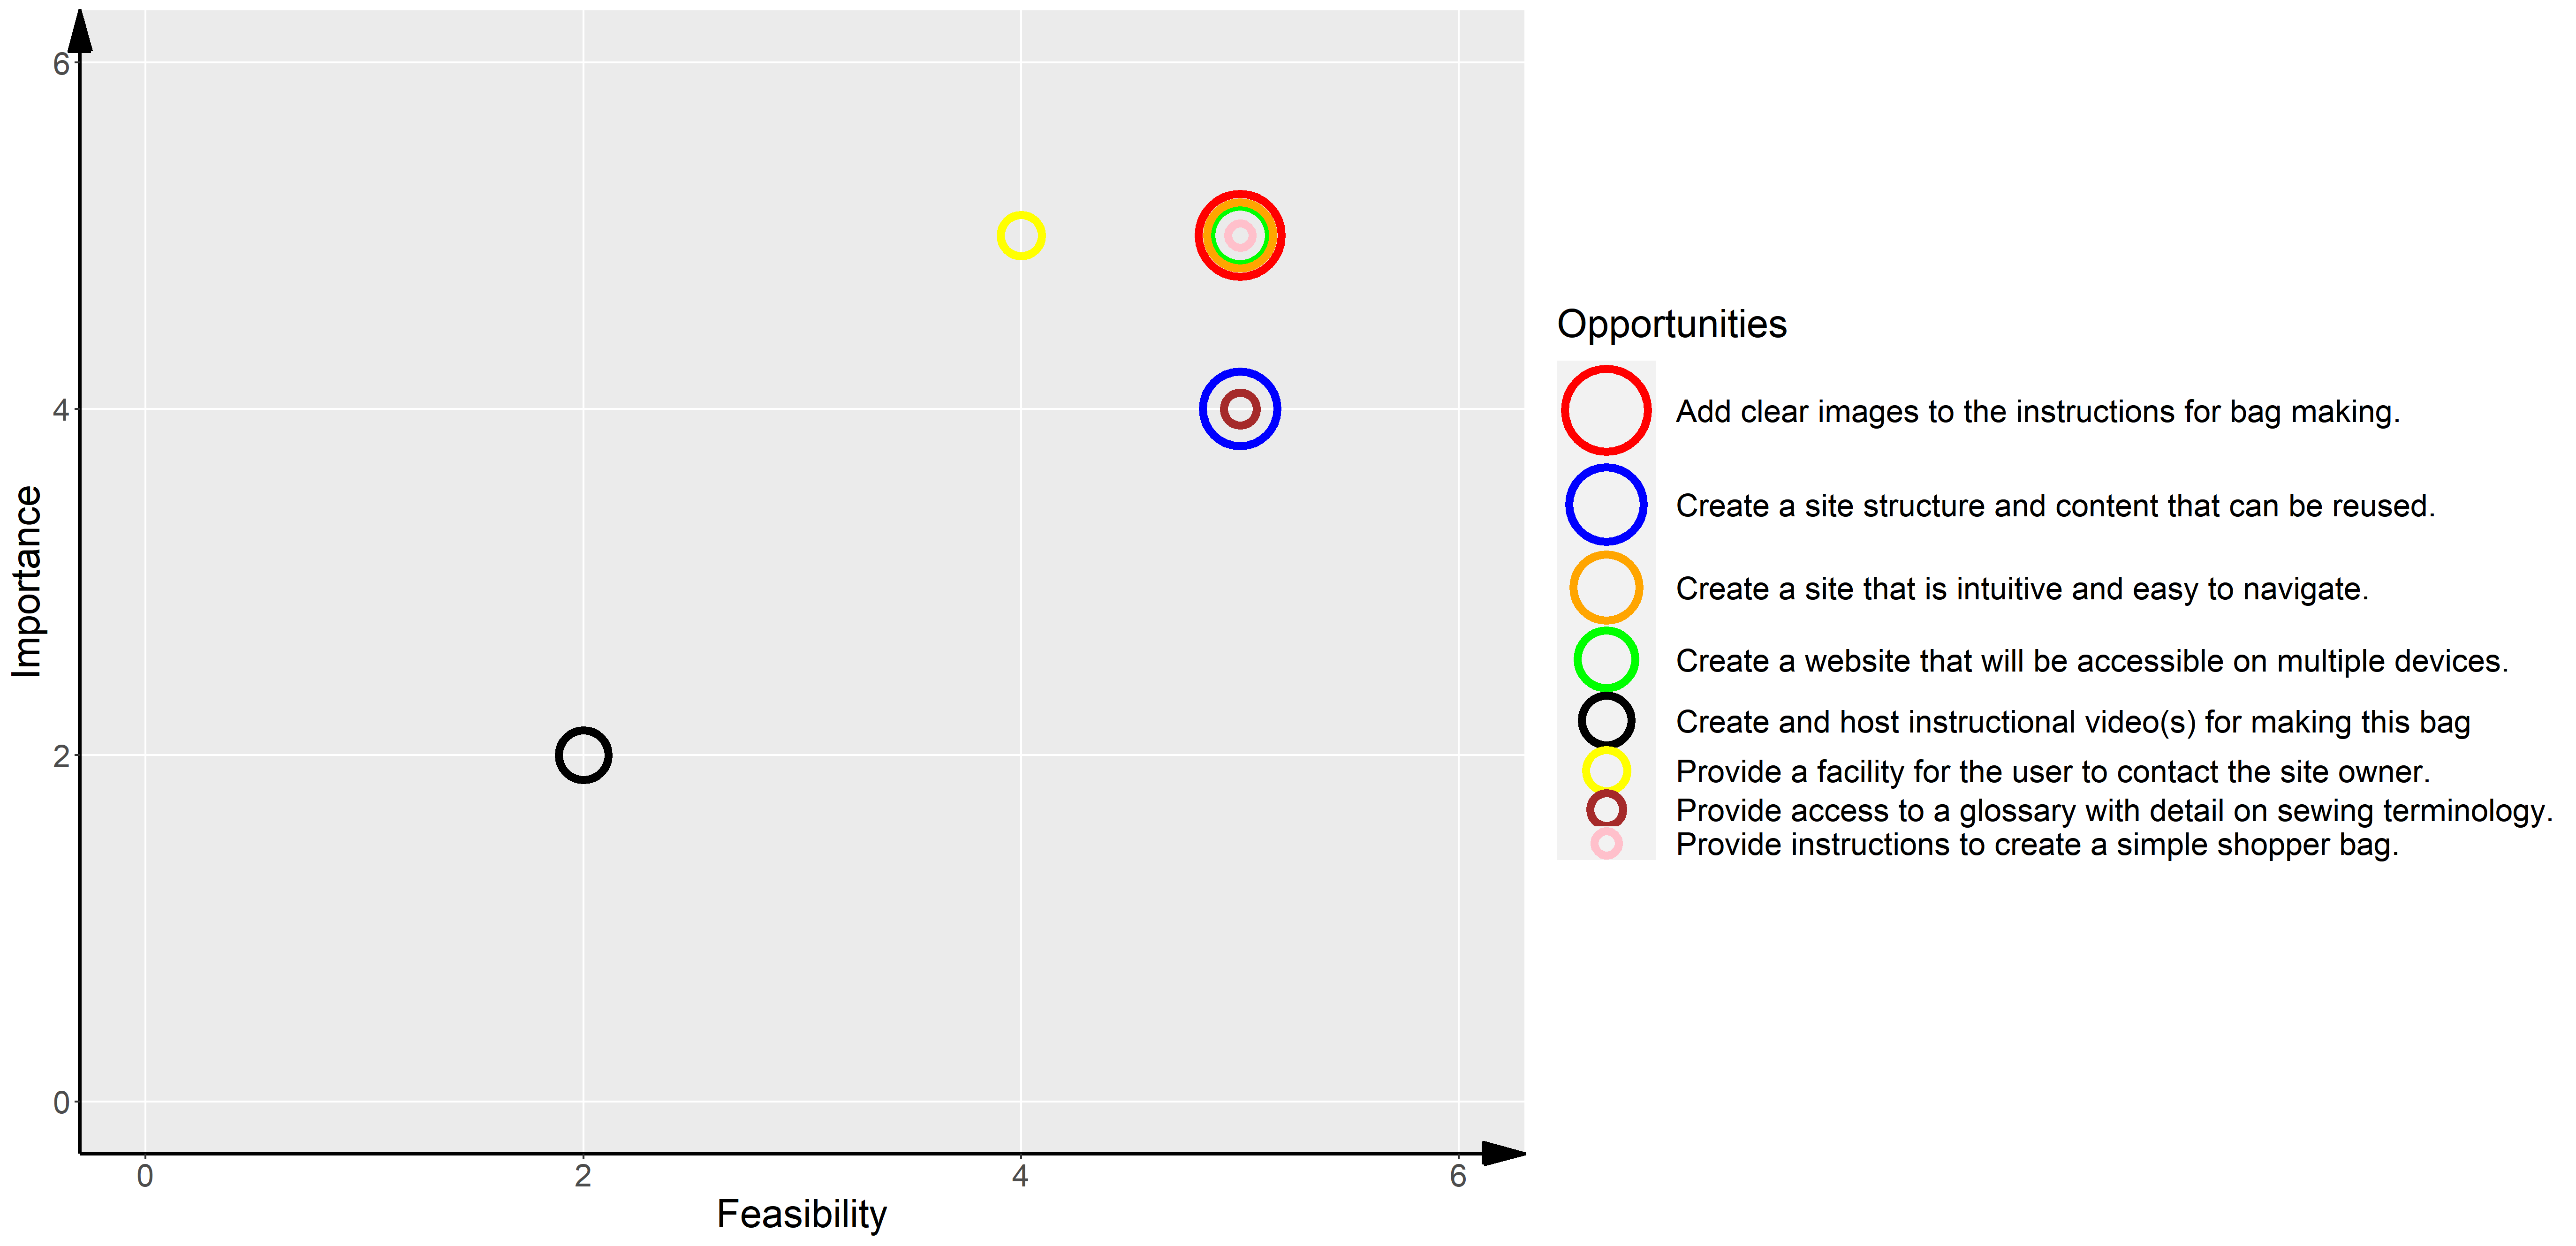 6
4
2
0
Importance
0 2 4 6
Feasibility
Opportunities
Add clear images to the instructions for bag making.
Create a site structure and content that can be reused.
Create a site that is intuitive and easy to navigate.
Create a website that will be accessible on multiple devices.
Create and host instructional video(s) for making this bag
Provide a facility for the user to contact the site owner.
Provide access to a glossary with detail on sewing terminology.
Provide instructions to create a simple shopper bag.